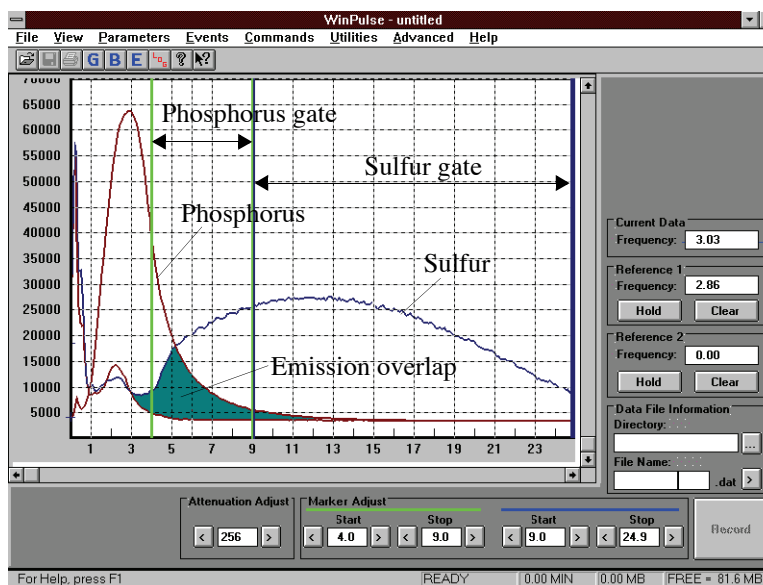 WinPulse - untitled
File View Parameters Events Commands Utilities Advanced Help
G B E
70000
65000
60000
55000
50000
45000
40000
35000
30000
25000
20000
15000
10000
5000
1 3 5 7 9 11 13 15 17 19 21 23
Phosphorus gate
Sulfur gate
Phosphorus
Sulfur
Emission overlap
Current Data
Frequency: 3.03
Reference 1
Frequency: 2.86
Hold Clear
Reference 2
Frequency: 0.00
Hold Clear
Data File Information
Directory:
...
File Name:
.dat >
Attenuation Adjust
< 256 >
Marker Adjust
Start Stop Start Stop
< 4.0 > < 9.0 > < 9.0 > < 24.9 >
Record
For Help, press F1 READY 0.00 MIN 0.00 MB FREE = 81.6 MB